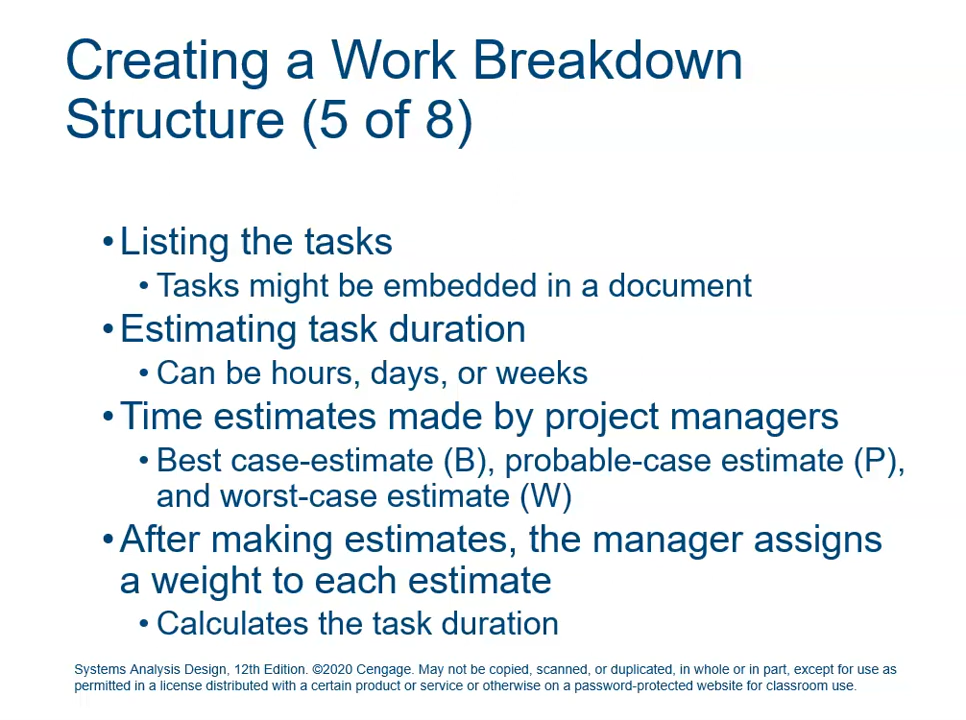 Creating a Work Breakdown
Structure (5 of 8)
•Listing the tasks
•Tasks might be embedded in a document
•Estimating task duration
•Can be hours, days, or weeks
•Time estimates made by project managers
•Best case-estimate (B), probable-case estimate (P),
and worst-case estimate (W)
•After making estimates, the manager assigns
a weight to each estimate
•Calculates the task duration
Systems Analysis Design, 12th Edition. ©2020 Cengage. May not be copied, scanned, or duplicated, in whole or in part, except for use as
permitted in a license distributed with a certain product or service or otherwise on a password-protected website for classroom use.